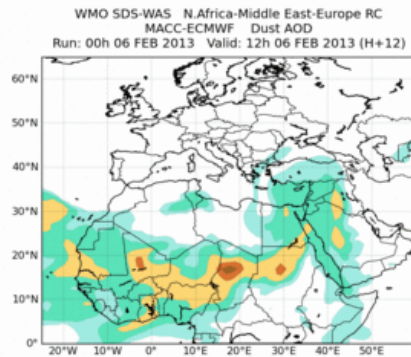 WMO SDS-WAS N.Africa-Middle East-Europe RC
MACC-ECMWF Dust AOD
Run: 00h 06 FEB 2013 Valid: 12h 06 FEB 2013 (H+12)
60°N
50°N
40°N
30°N
20°N
10°N
0°
20°W
10°W
0°
10°E
20°E
30°E
40°E
50°E